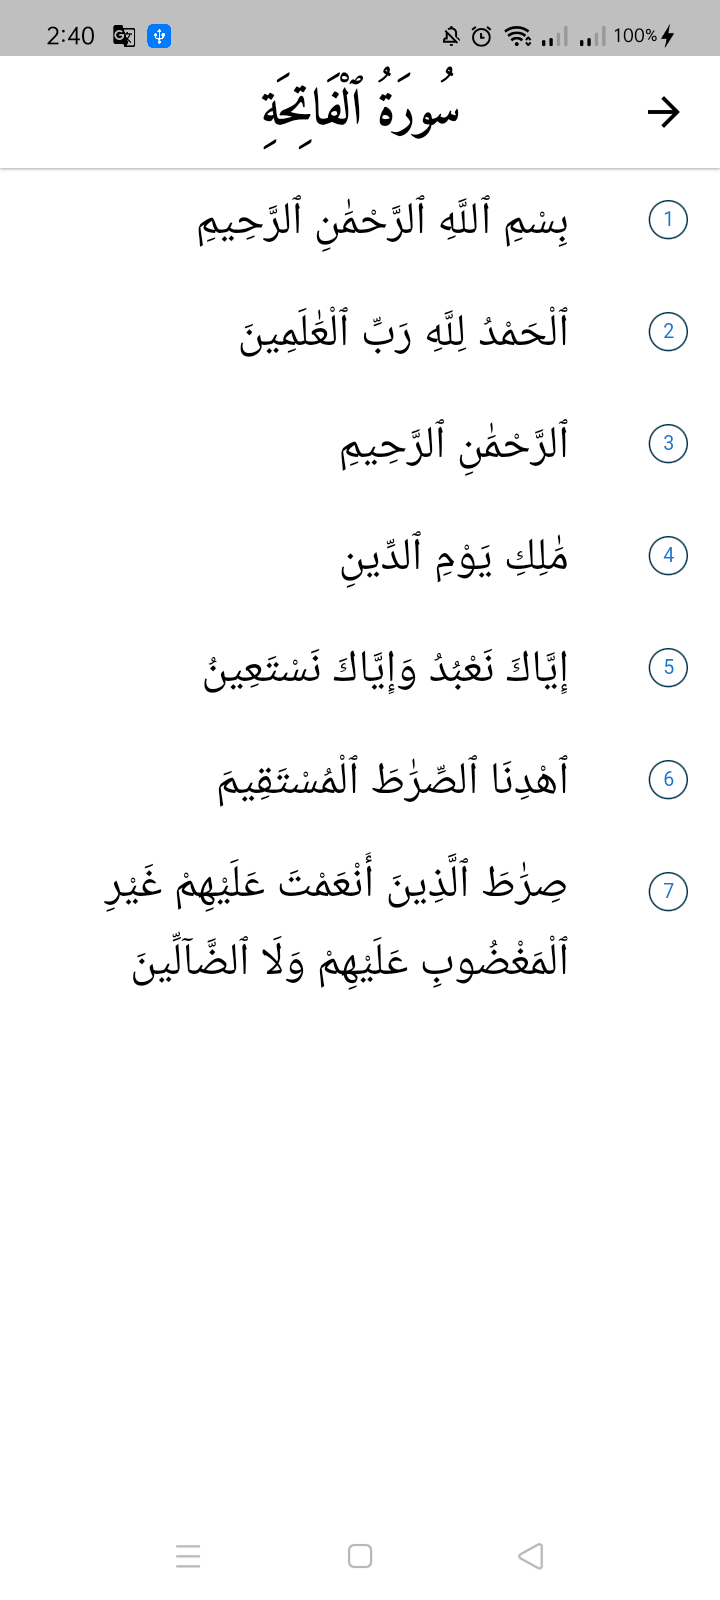 2:40 100%
سُورَةُ ٱلْفَاتِحَةِ
1 بِسْمِ ٱللَّهِ ٱلرَّحْمَٰنِ ٱلرَّحِيمِ
2 ٱلْحَمْدُ لِلَّهِ رَبِّ ٱلْعَٰلَمِينَ
3 ٱلرَّحْمَٰنِ ٱلرَّحِيمِ
4 مَٰلِكِ يَوْمِ ٱلدِّينِ
5 إِيَّاكَ نَعْبُدُ وَإِيَّاكَ نَسْتَعِينُ
6 ٱهْدِنَا ٱلصِّرَٰطَ ٱلْمُسْتَقِيمَ
7 صِرَٰطَ ٱلَّذِينَ أَنْعَمْتَ عَلَيْهِمْ غَيْرِ
ٱلْمَغْضُوبِ عَلَيْهِمْ وَلَا ٱلضَّآلِّينَ